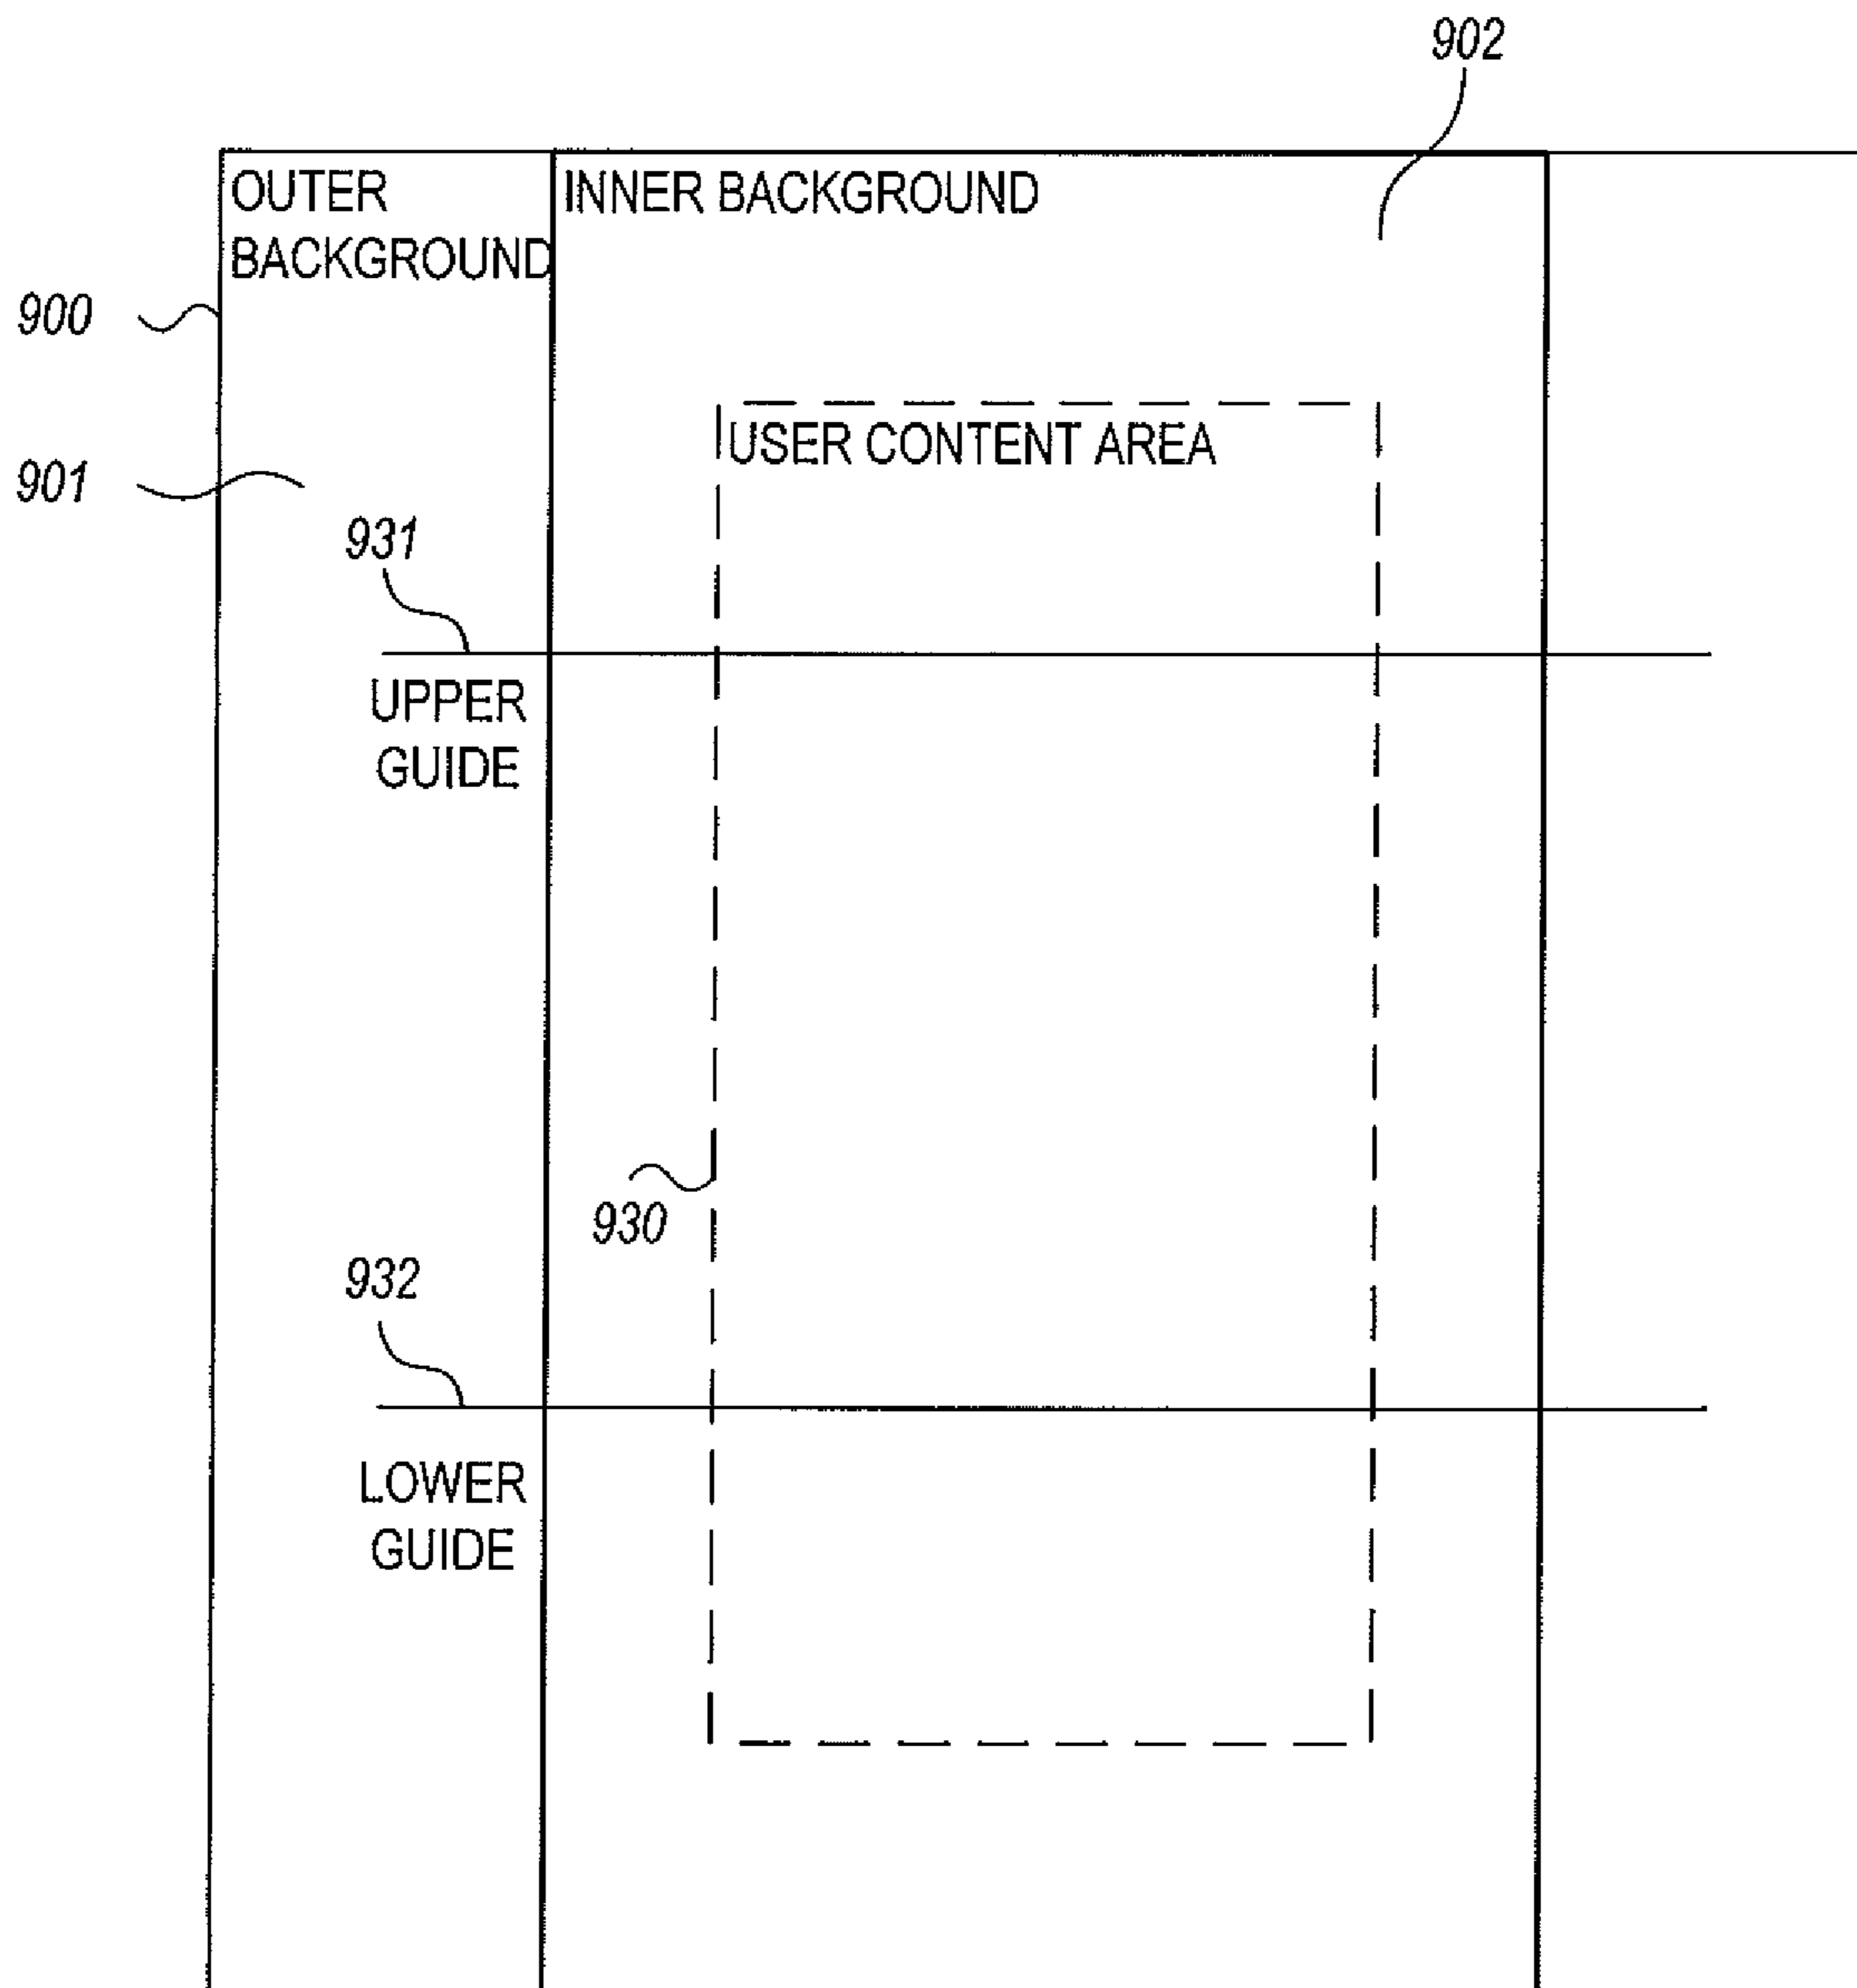 902
OUTER
BACKGROUND
INNER BACKGROUND
900
USER CONTENT AREA
901
931
UPPER
GUIDE
930
932
LOWER
GUIDE